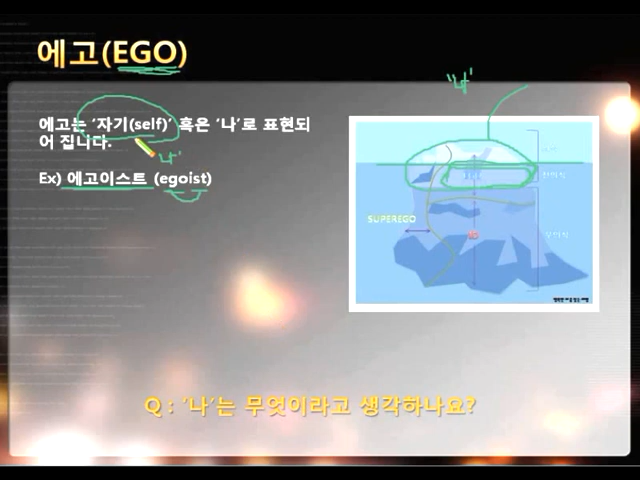 에고(EGO)
'나'
에고는 '자기(self)' 혹은 '나'로 표현되
어 집니다.
나'
Ex) 에고이스트 (egoist)
SUPEREGO
Q : '나'는 무엇이라고 생각하나요?